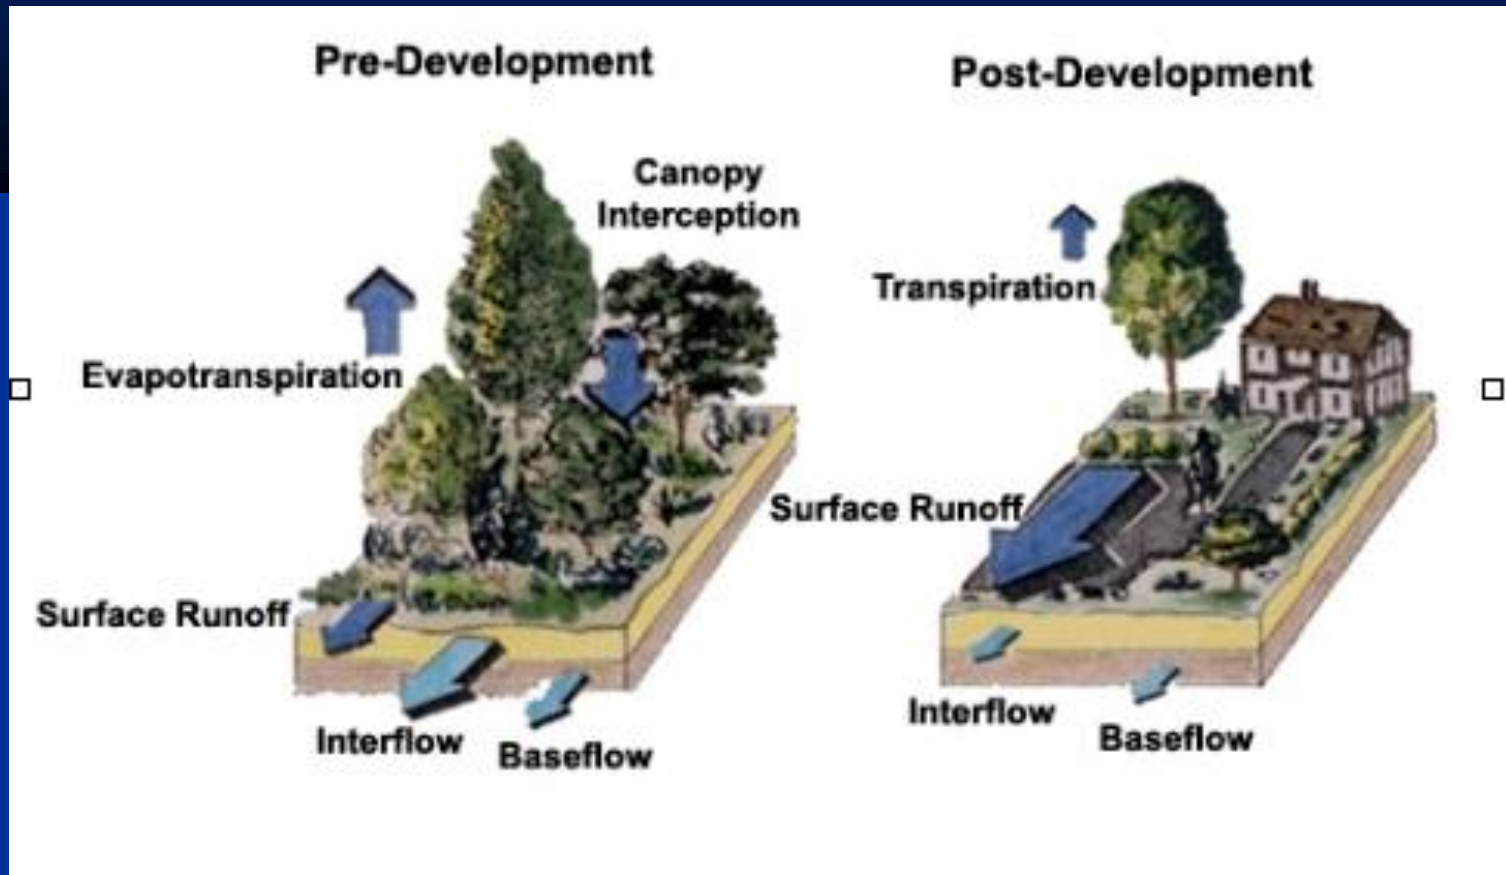 Pre-Development
Canopy
Interception
Evapotranspiration
Surface Runoff
Interflow
Baseflow
Post-Development
Transpiration
Surface Runoff
Interflow
Baseflow